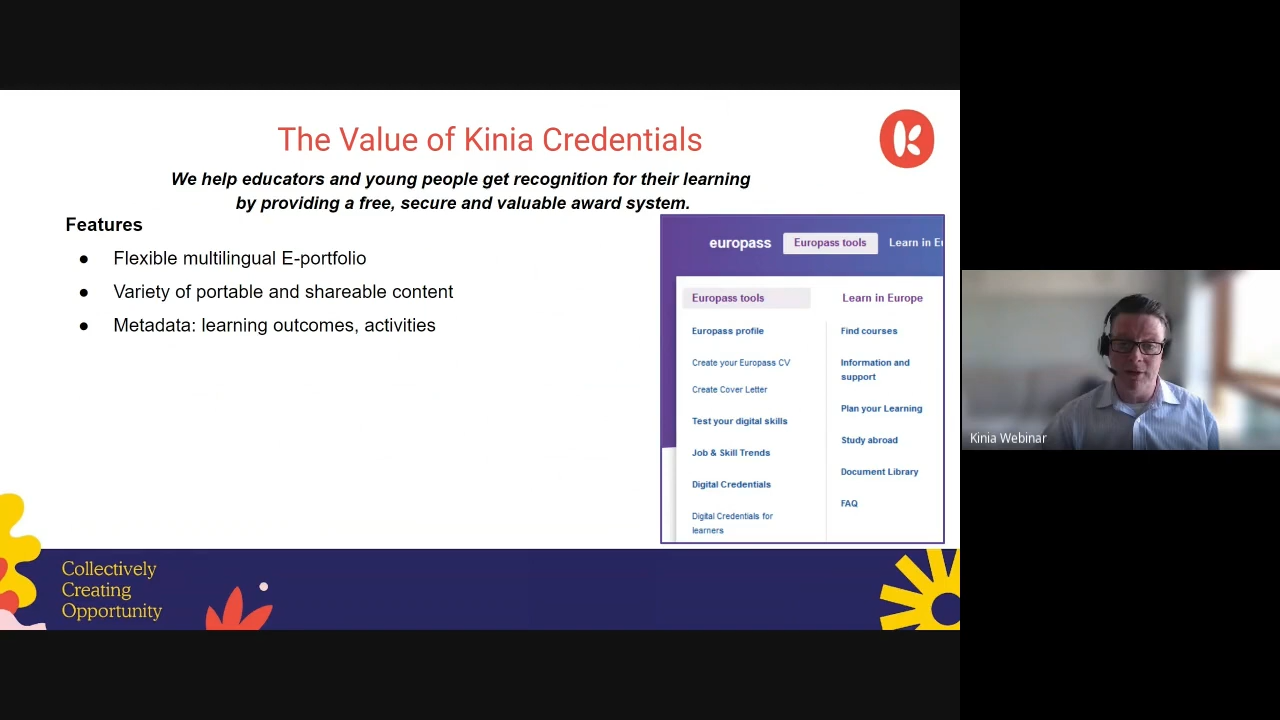 The Value of Kinia Credentials
We help educators and young people get recognition for their learning
by providing a free, secure and valuable award system.
Features
● Flexible multilingual E-portfolio
● Variety of portable and shareable content
● Metadata: learning outcomes, activities
europass
Europass tools
Learn in Eu
Europass tools
Europass profile
Create your Europass CV
Create Cover Letter
Test your digital skills
Job & Skill Trends
Digital Credentials
Digital Credentials for
learners
Learn in Europe
Find courses
Information and
support
Plan your Learning
Study abroad
Document Library
FAQ
Collectively
Creating
Opportunity
Kinia Webinar